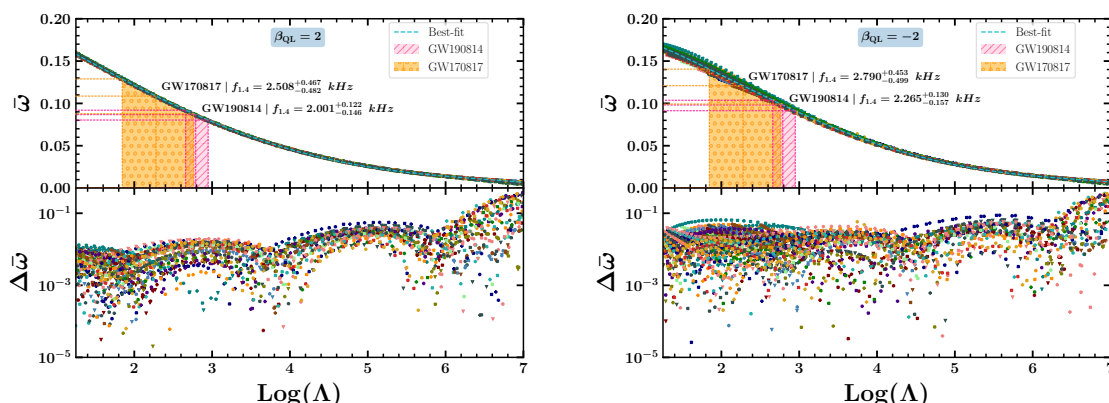 0.20
0.15
0.10
0.05
0.00
ω̄
β_QL = 2
Best-fit
GW190814
GW170817
GW170817 | f_1.4 = 2.508^{+0.467}_{−0.482} kHz
GW190814 | f_1.4 = 2.001^{+0.122}_{−0.146} kHz
10^{−1}
10^{−3}
10^{−5}
Δω̄
2 3 4 5 6 7
Log(Λ)
0.20
0.15
0.10
0.05
0.00
ω̄
β_QL = −2
Best-fit
GW190814
GW170817
GW170817 | f_1.4 = 2.790^{+0.453}_{−0.499} kHz
GW190814 | f_1.4 = 2.265^{+0.130}_{−0.157} kHz
10^{−1}
10^{−3}
10^{−5}
Δω̄
2 3 4 5 6 7
Log(Λ)